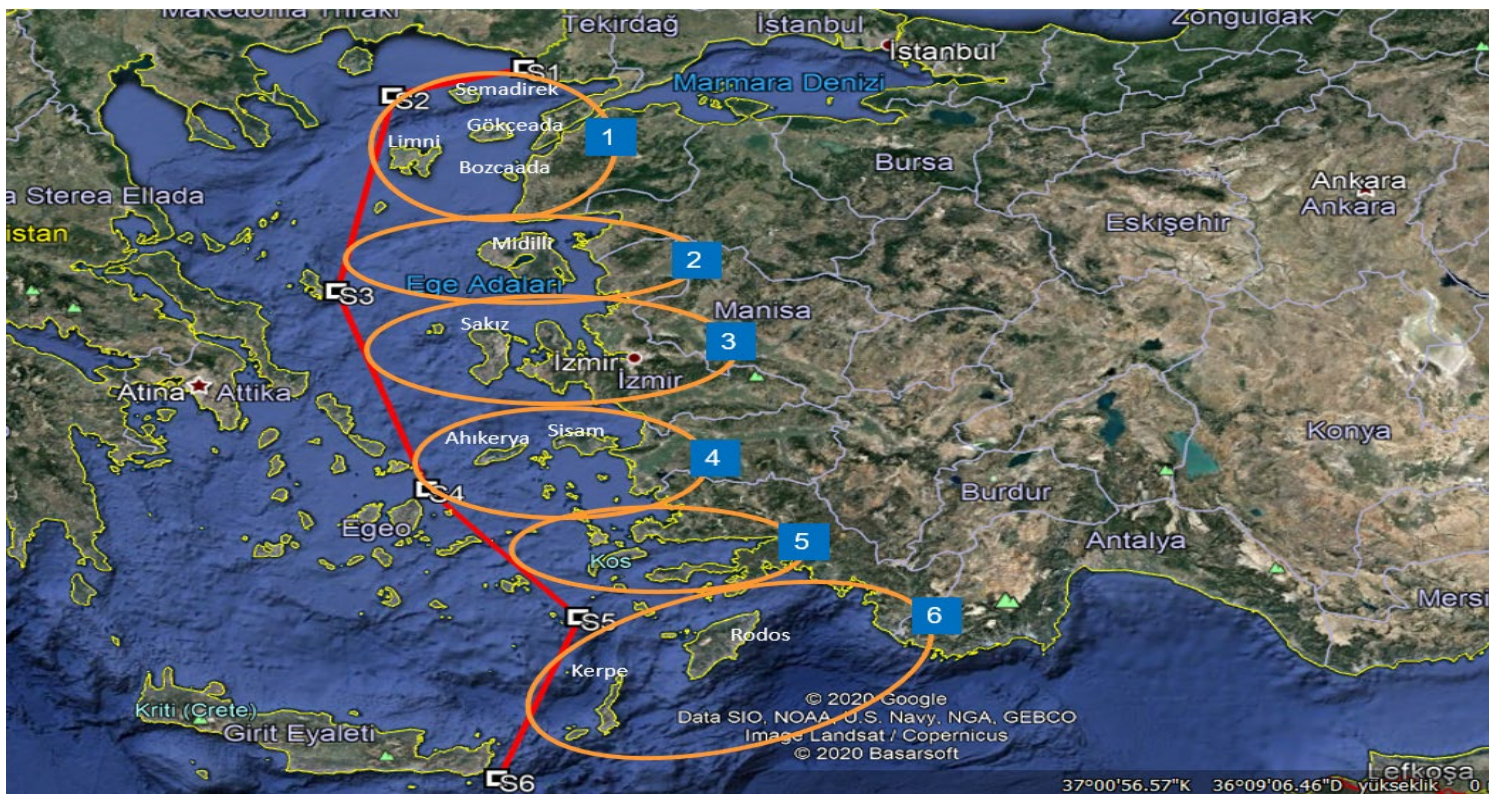 Makedonia Thraki
Tekirdağ
İstanbul
Zonguldak
İstanbul
S1
Marmara Denizi
S2
Semadirek
Gökçeada
1
Limni
Bursa
Bozcaada
Ankara
Ankara
a Sterea Ellada
Eskişehir
istan
Midilli
2
Ege Adaları
S3
Manisa
Sakız
3
İzmir
İzmir
Atina
Attika
Ahıkerya
Sisam
Konya
4
S4
Burdur
Egeo
5
Antalya
Kos
Mersi
S5
6
Rodos
Kerpe
Kriti (Crete)
Girit Eyaleti
© 2020 Google
Data SIO, NOAA, U.S. Navy, NGA, GEBCO
Image Landsat / Copernicus
© 2020 Basarsoft
S6
Lefkoşa
37°00'56.57"K 36°09'06.46"D yükseklik 0